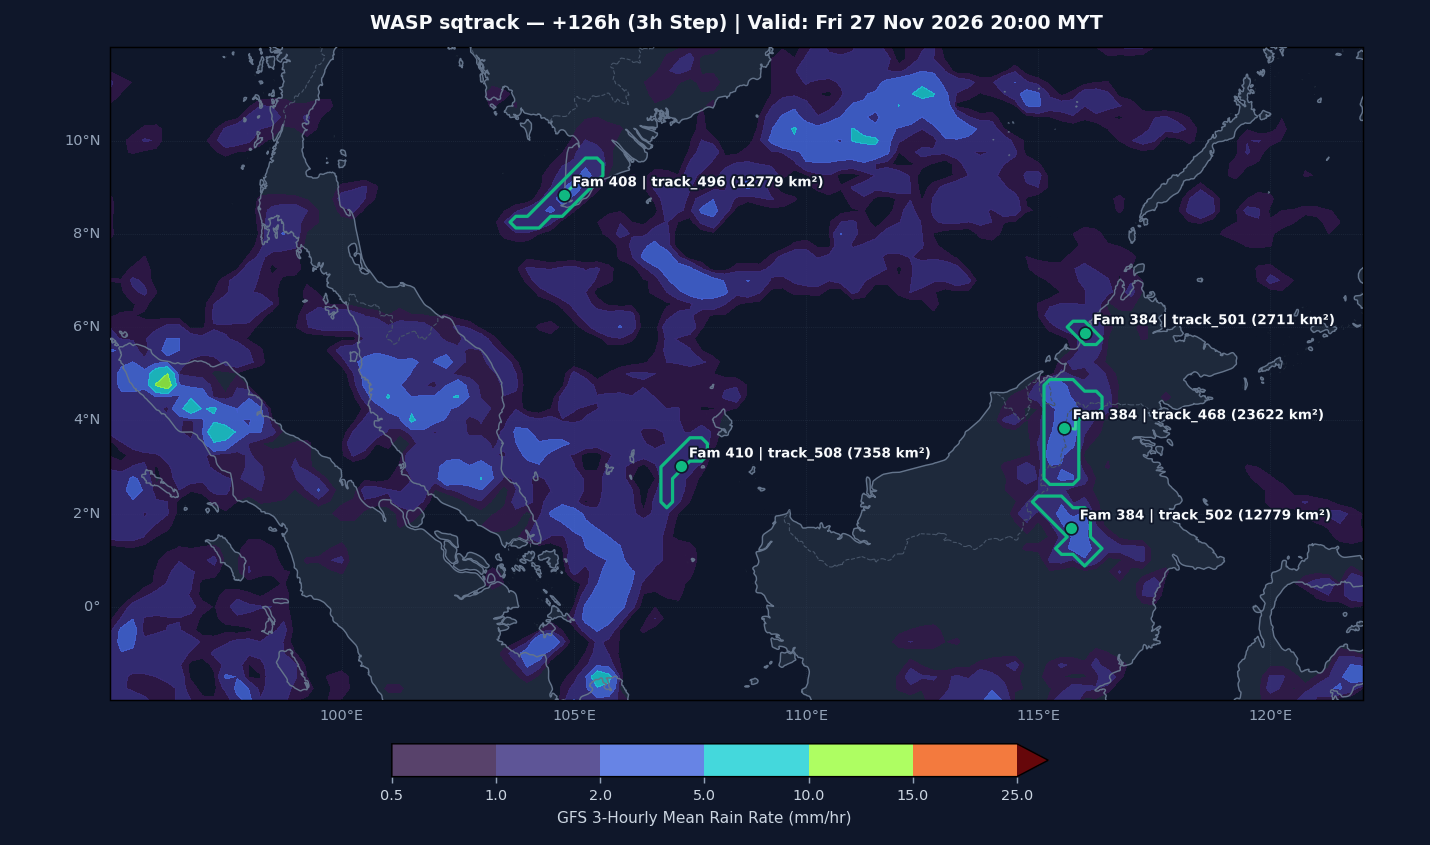 WASP sqtrack — +126h (3h Step) | Valid: Fri 27 Nov 2026 20:00 MYT
10°N
8°N
6°N
4°N
2°N
0°
Fam 408 | track_496 (12779 km²)
Fam 384 | track_501 (2711 km²)
Fam 384 | track_468 (23622 km²)
Fam 410 | track_508 (7358 km²)
Fam 384 | track_502 (12779 km²)
100°E 105°E 110°E 115°E 120°E
0.5 1.0 2.0 5.0 10.0 15.0 25.0
GFS 3-Hourly Mean Rain Rate (mm/hr)